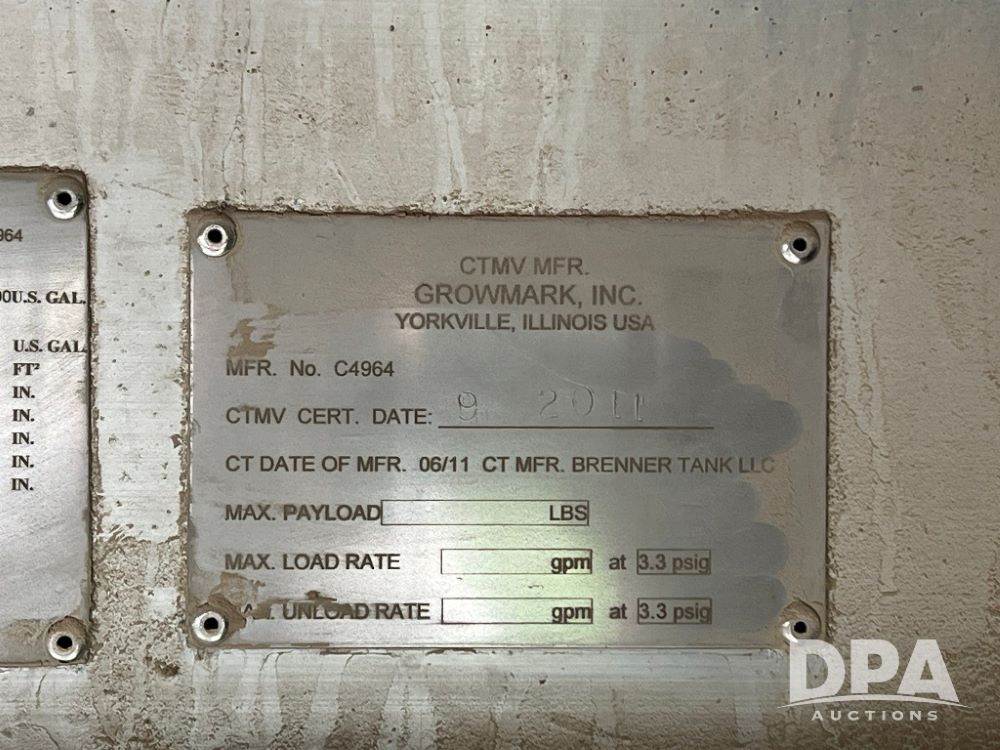 964
00U.S. GAL.
U.S. GAL.
FT²
IN.
IN.
IN.
IN.
IN.
CTMV MFR.
GROWMARK, INC.
YORKVILLE, ILLINOIS USA
MFR. No. C4964
CTMV CERT. DATE: 9 2011
CT DATE OF MFR. 06/11 CT MFR. BRENNER TANK LLC
MAX. PAYLOAD LBS
MAX. LOAD RATE gpm at 3.3 psig
UNLOAD RATE gpm at 3.3 psig
DPA
AUCTIONS